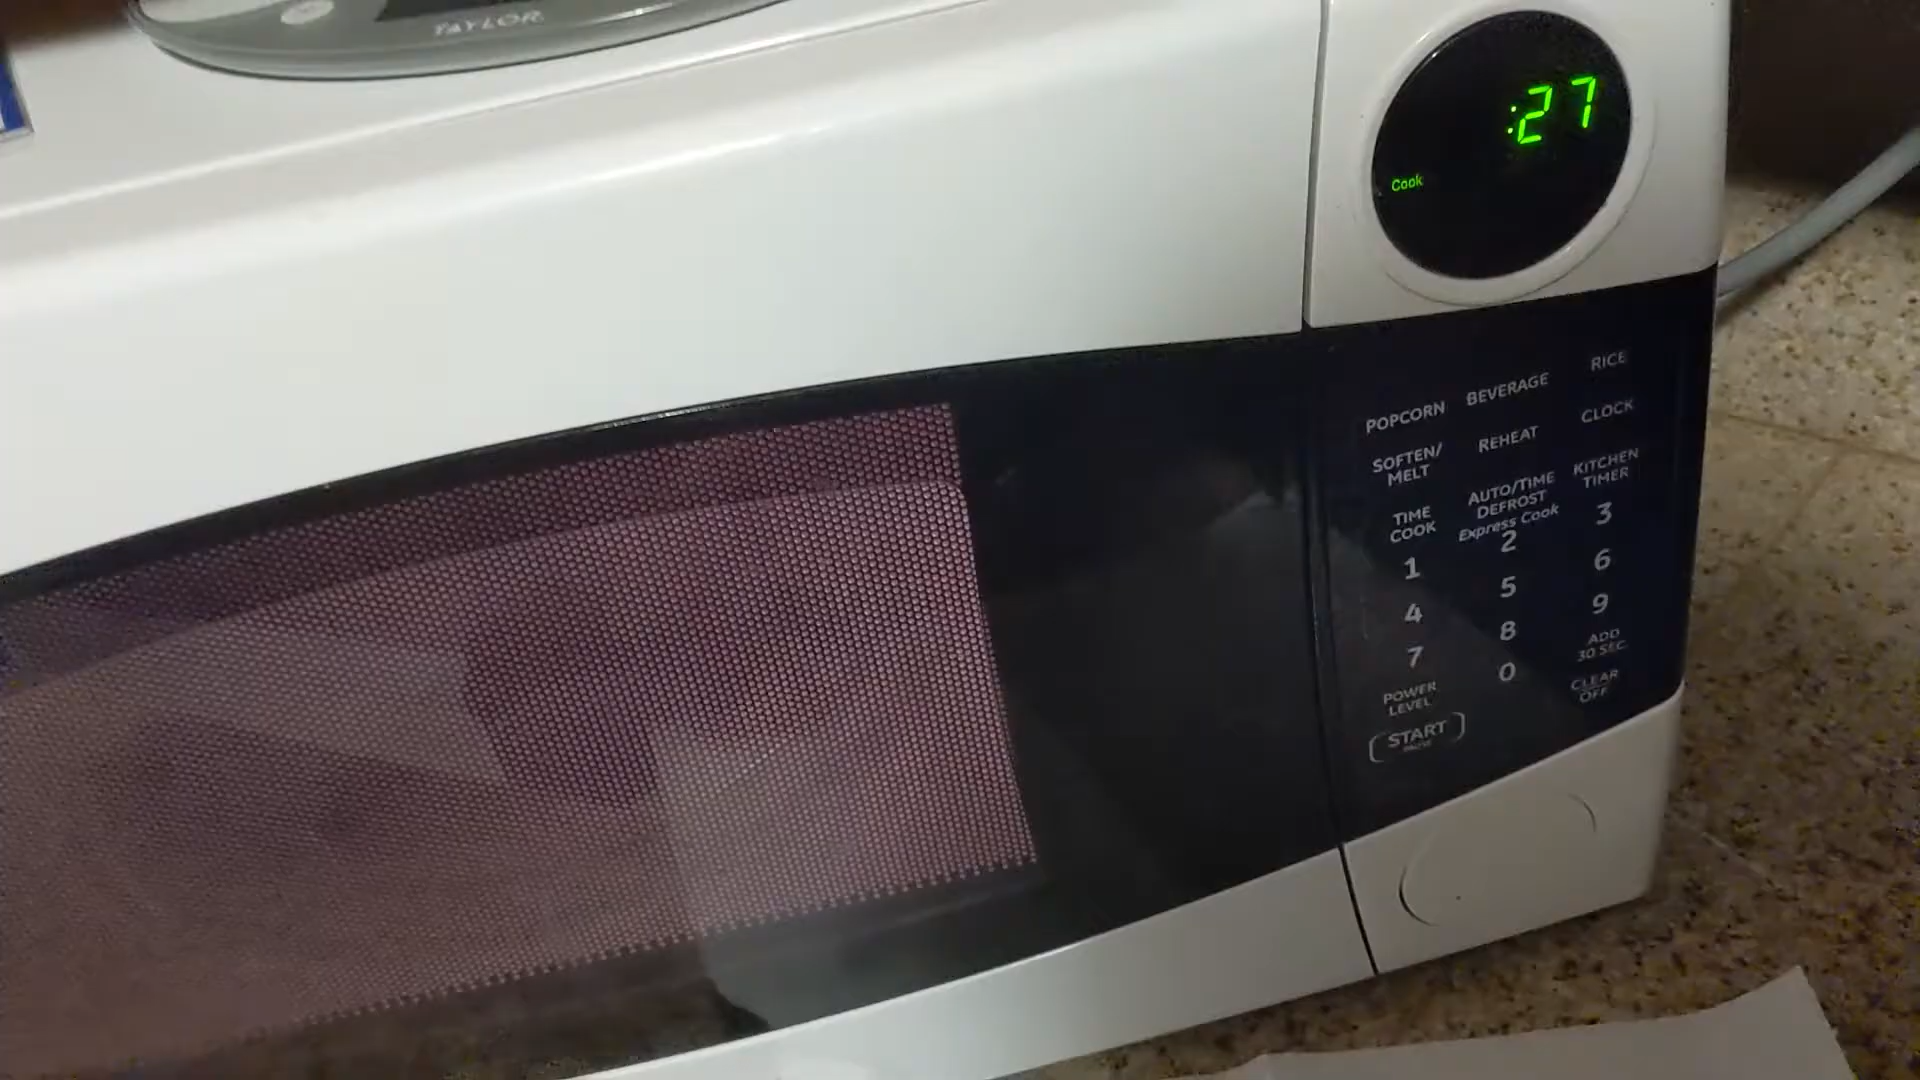 TAYLOR
:27
Cook
POPCORN BEVERAGE RICE
SOFTEN/
MELT
REHEAT
CLOCK
TIME
COOK
AUTO/TIME
DEFROST
KITCHEN
TIMER
Express Cook
1 2 3
4 5 6
7 8 9
POWER
LEVEL
0
ADD
30 SEC.
START
PAUSE
CLEAR
OFF